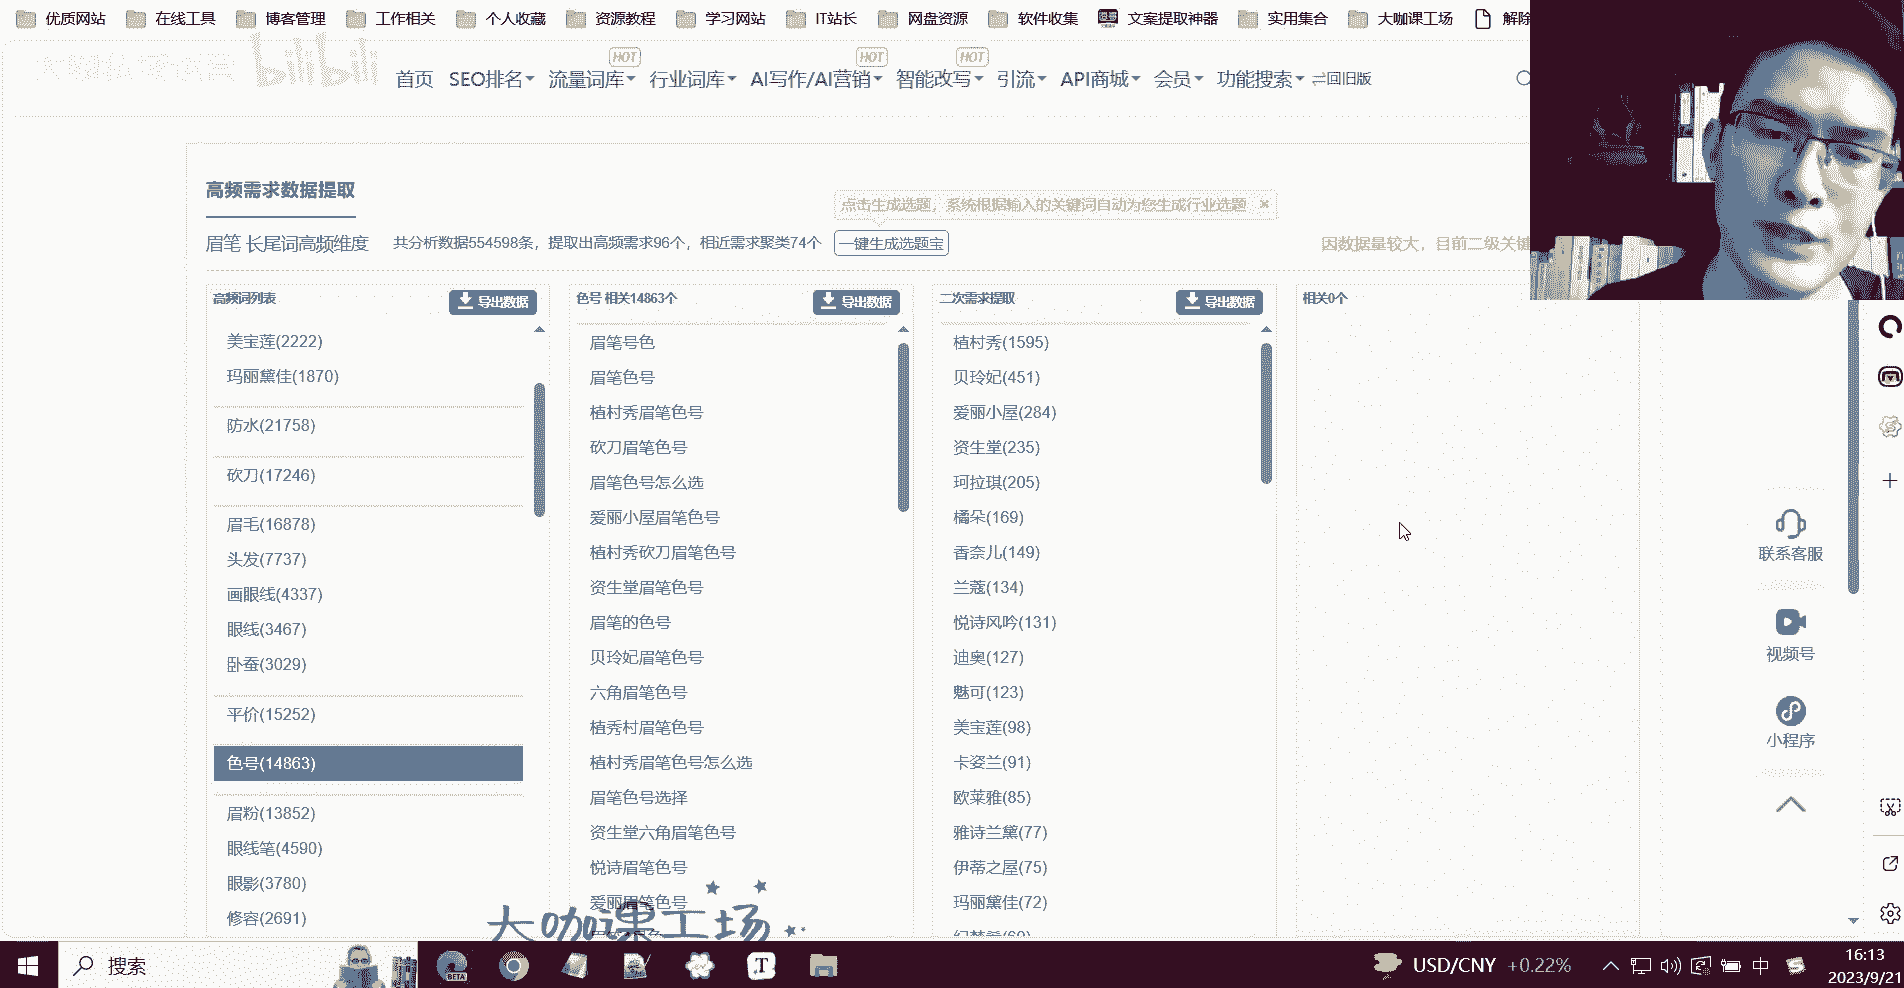 优质网站 在线工具 博客管理 工作相关 个人收藏 资源教程 学习网站 IT站长 网盘资源 软件收集 文案提取神器 实用集合 大咖课工场 解除
bilibili
HOT HOT HOT
首页 SEO排名 流量词库 行业词库 AI写作/AI营销 智能改写 引流 API商城 会员 功能搜索 回旧版
高频需求数据提取
点击生成选题，系统根据输入的关键词自动为您生成行业选题 ×
眉笔 长尾词高频维度 共分析数据554598条，提取出高频需求96个，相近需求聚类74个 一键生成选题宝 因数据量较大，目前二级关键
高频词列表 导出数据
美宝莲(2222)
玛丽黛佳(1870)
防水(21758)
砍刀(17246)
眉毛(16878)
头发(7737)
画眼线(4337)
眼线(3467)
卧蚕(3029)
平价(15252)
色号(14863)
眉粉(13852)
眼线笔(4590)
眼影(3780)
修容(2691)
色号 相关14863个 导出数据
眉笔号色
眉笔色号
植村秀眉笔色号
砍刀眉笔色号
眉笔色号怎么选
爱丽小屋眉笔色号
植村秀砍刀眉笔色号
资生堂眉笔色号
眉笔的色号
贝玲妃眉笔色号
六角眉笔色号
植秀村眉笔色号
植村秀眉笔色号怎么选
眉笔色号选择
资生堂六角眉笔色号
悦诗眉笔色号
爱丽眉笔色号
二次需求提取 导出数据
植村秀(1595)
贝玲妃(451)
爱丽小屋(284)
资生堂(235)
珂拉琪(205)
橘朵(169)
香奈儿(149)
兰蔻(134)
悦诗风吟(131)
迪奥(127)
魅可(123)
美宝莲(98)
卡姿兰(91)
欧莱雅(85)
雅诗兰黛(77)
伊蒂之屋(75)
玛丽黛佳(72)
相关0个
联系客服
视频号
小程序
大咖课工场
搜索
BETA
T
USD/CNY +0.22%
中
16:13
2023/9/21